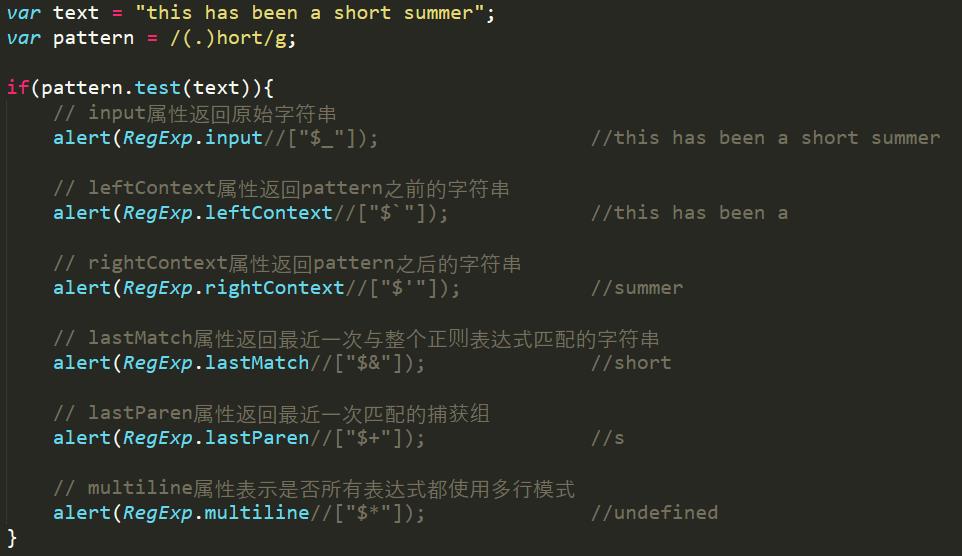 var text = "this has been a short summer";
var pattern = /(.)hort/g;
if(pattern.test(text)){
// input属性返回原始字符串
alert(RegExp.input//["$_"]); //this has been a short summer
// leftContext属性返回pattern之前的字符串
alert(RegExp.leftContext//["$`"]); //this has been a
// rightContext属性返回pattern之后的字符串
alert(RegExp.rightContext//["$'"]); //summer
// lastMatch属性返回最近一次与整个正则表达式匹配的字符串
alert(RegExp.lastMatch//["$&"]); //short
// lastParen属性返回最近一次匹配的捕获组
alert(RegExp.lastParen//["$+"]); //s
// multiline属性表示是否所有表达式都使用多行模式
alert(RegExp.multiline//["$*"]); //undefined
}